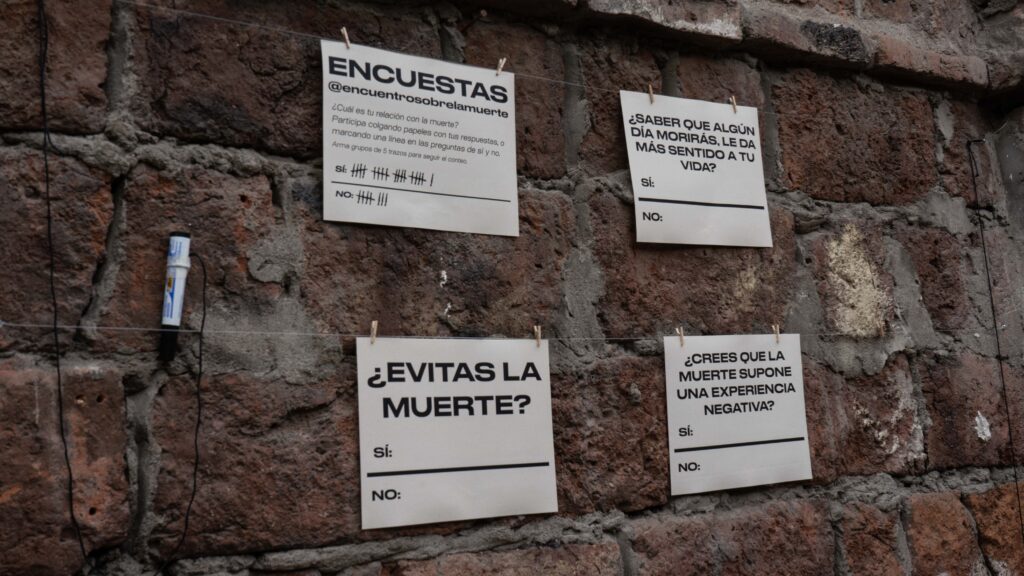 ENCUESTAS
@encuentrosobrelamuerte
¿Cuál es tu relación con la muerte?
Participa colgando papeles con tus respuestas, o
marcando una línea en las preguntas de sí y no.
Arma grupos de 5 trazos para seguir el conteo.
SÍ:
NO:
¿SABER QUE ALGÚN
DÍA MORIRÁS, LE DA
MÁS SENTIDO A TU
VIDA?
SÍ:
NO:
¿EVITAS LA
MUERTE?
SÍ:
NO:
¿CREES QUE LA
MUERTE SUPONE
UNA EXPERIENCIA
NEGATIVA?
SÍ:
NO: